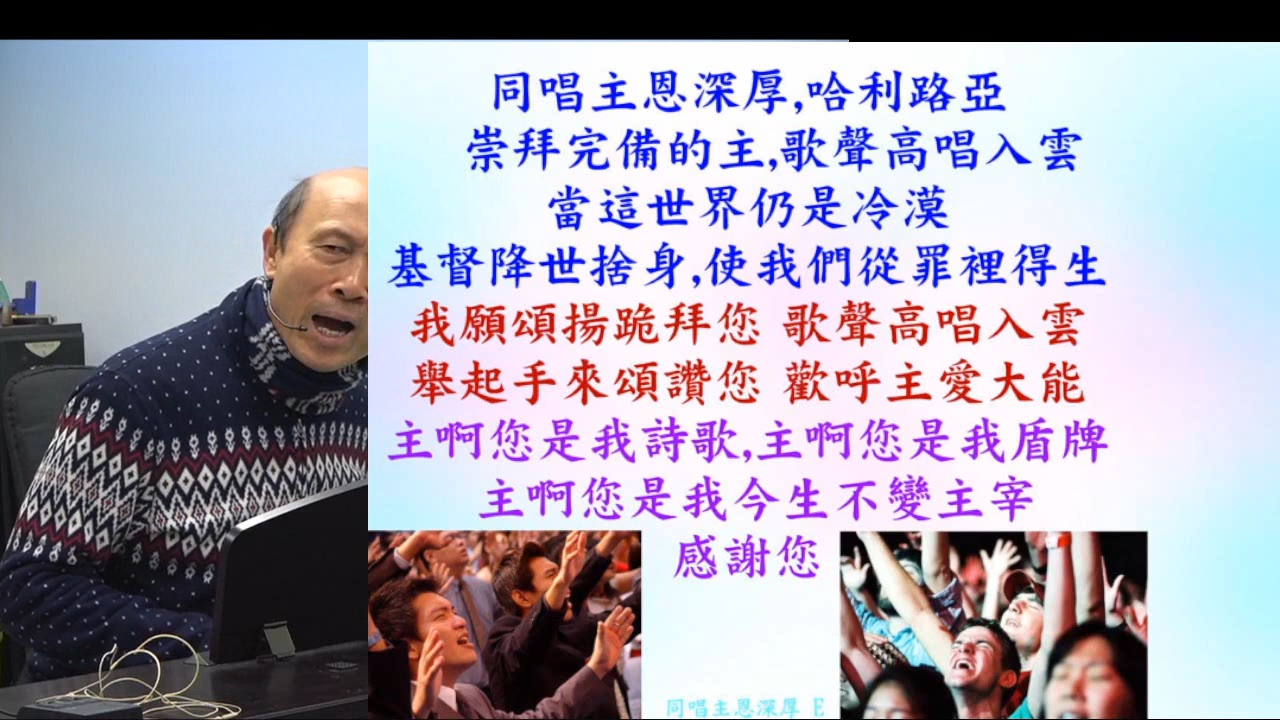 同唱主恩深厚,哈利路亞
崇拜完備的主,歌聲高唱入雲
當這世界仍是冷漠
基督降世捨身,使我們從罪裡得生
我願頌揚跪拜您 歌聲高唱入雲
舉起手來頌讚您 歡呼主愛大能
主啊您是我詩歌,主啊您是我盾牌
主啊您是我今生不變主宰
感謝您
同唱主恩深厚 E